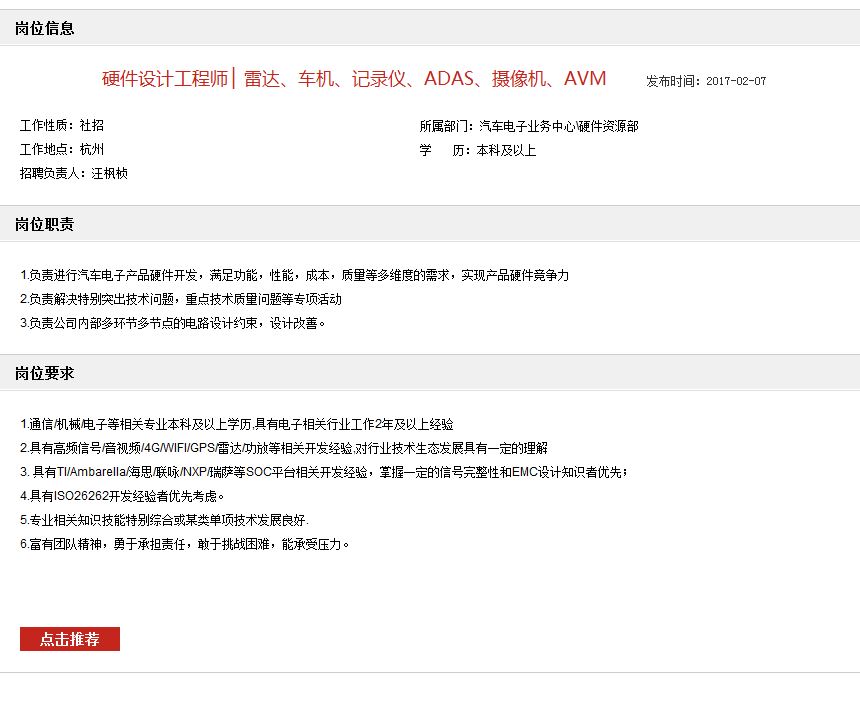 岗位信息
硬件设计工程师| 雷达、车机、记录仪、ADAS、摄像机、AVM 发布时间：2017-02-07
工作性质：社招 所属部门：汽车电子业务中心\硬件资源部
工作地点：杭州 学 历：本科及以上
招聘负责人：汪枫桢
岗位职责
1.负责进行汽车电子产品硬件开发，满足功能，性能，成本，质量等多维度的需求，实现产品硬件竞争力
2.负责解决特别突出技术问题，重点技术质量问题等专项活动
3.负责公司内部多环节多节点的电路设计约束，设计改善。
岗位要求
1.通信/机械/电子等相关专业本科及以上学历,具有电子相关行业工作2年及以上经验
2.具有高频信号/音视频/4G/WIFI/GPS/雷达/功放等相关开发经验,对行业技术生态发展具有一定的理解
3. 具有TI/Ambarella/海思/联咏/NXP/瑞萨等SOC平台相关开发经验，掌握一定的信号完整性和EMC设计知识者优先；
4.具有ISO26262开发经验者优先考虑。
5.专业相关知识技能特别综合或某类单项技术发展良好.
6.富有团队精神，勇于承担责任，敢于挑战困难，能承受压力。
点击推荐